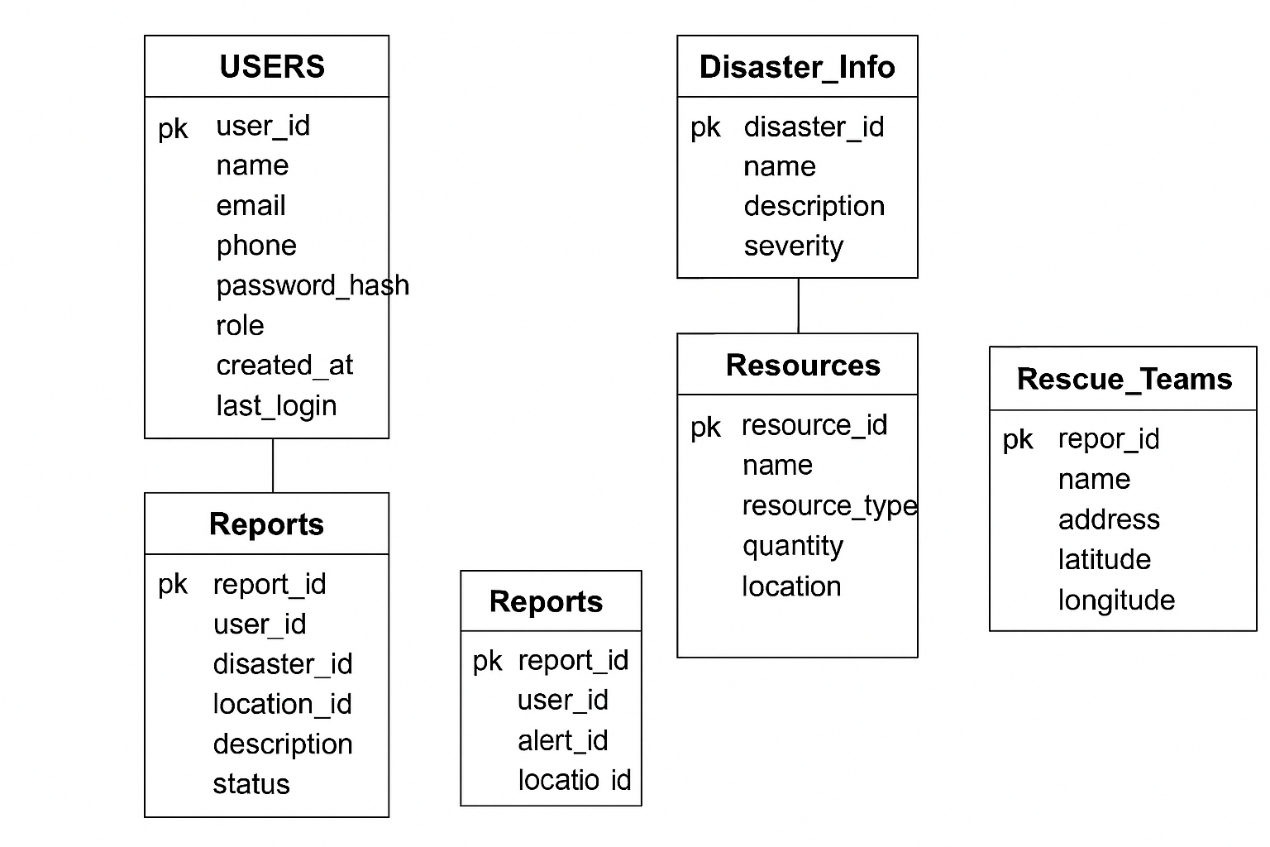 USERS
pk user_id
name
email
phone
password_hash
role
created_at
last_login
Reports
pk report_id
user_id
disaster_id
location_id
description
status
Reports
pk report_id
user_id
alert_id
locatio id
Disaster_Info
pk disaster_id
name
description
severity
Resources
pk resource_id
name
resource_type
quantity
location
Rescue_Teams
pk repor_id
name
address
latitude
longitude